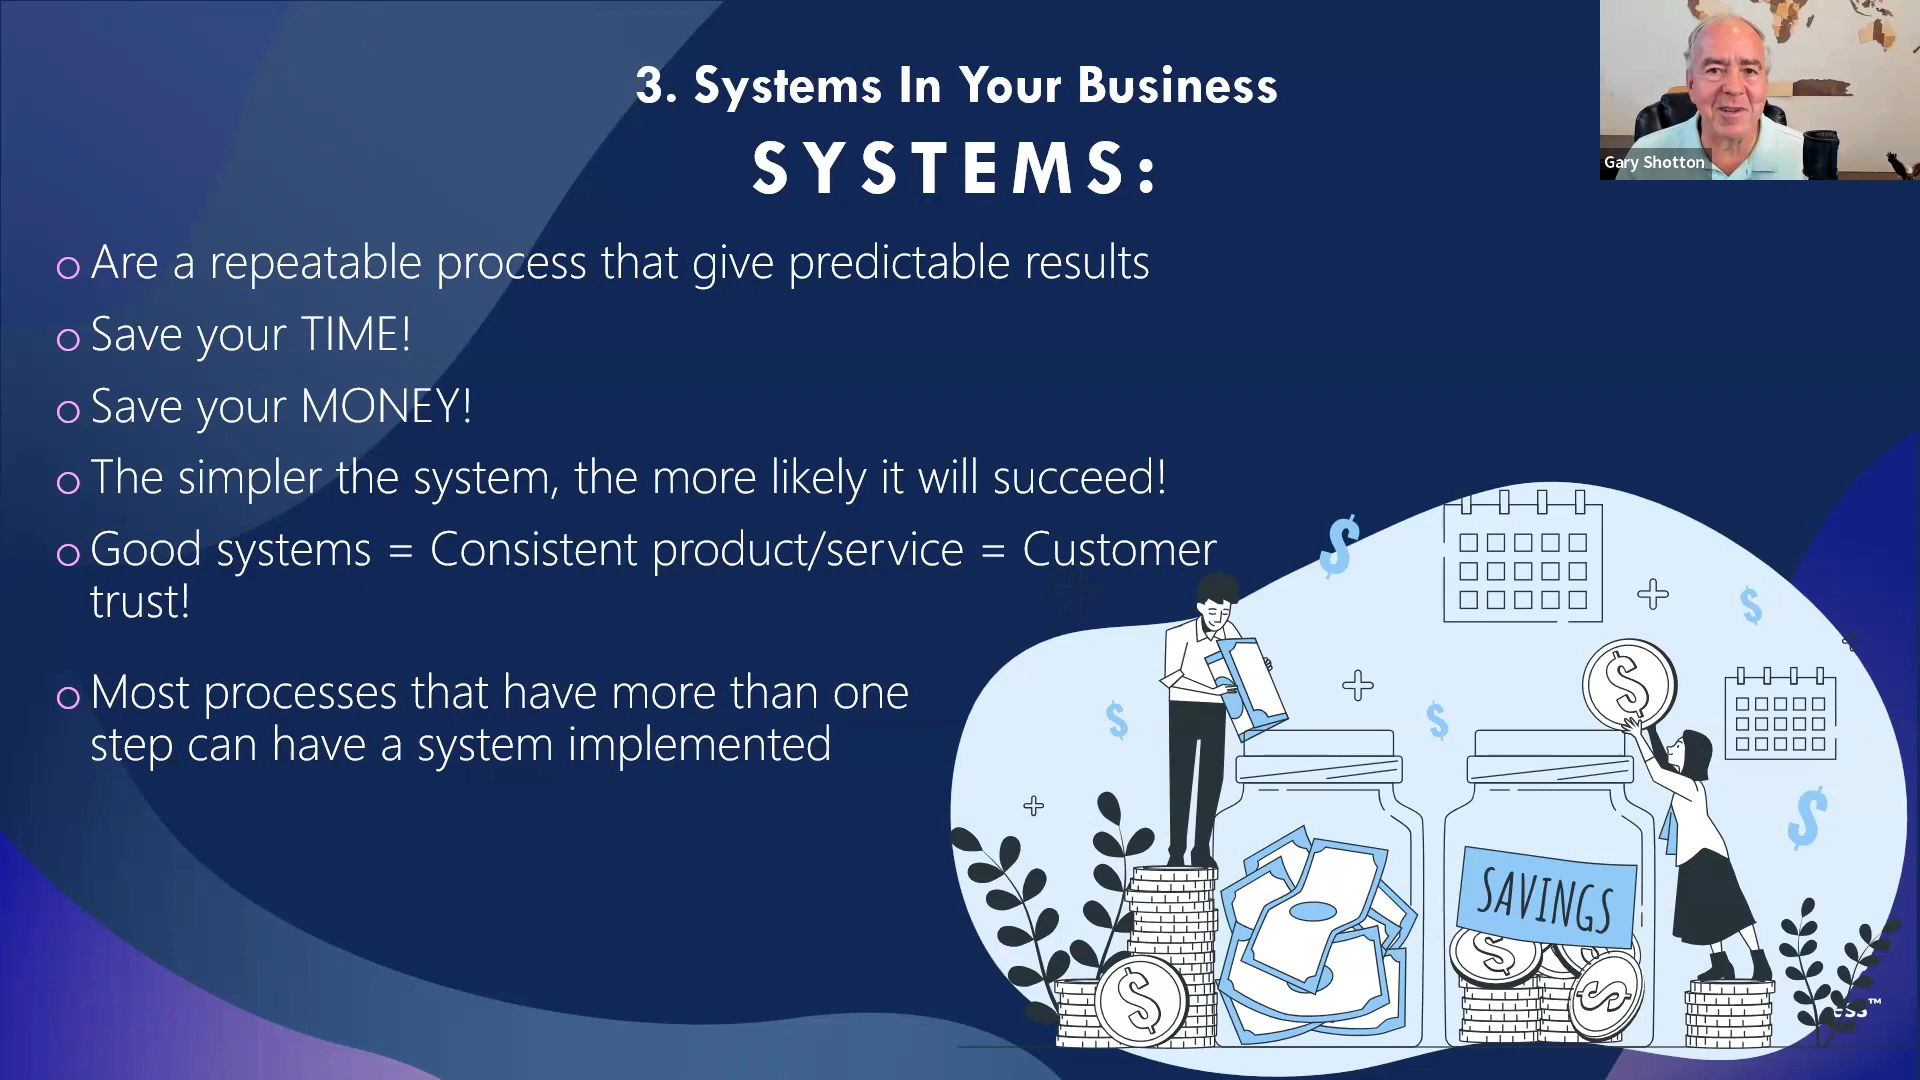 3. Systems In Your Business
SYSTEMS:
Gary Shotton
Are a repeatable process that give predictable results
Save your TIME!
Save your MONEY!
The simpler the system, the more likely it will succeed!
Good systems = Consistent product/service = Customer
trust!
Most processes that have more than one
step can have a system implemented
SAVINGS